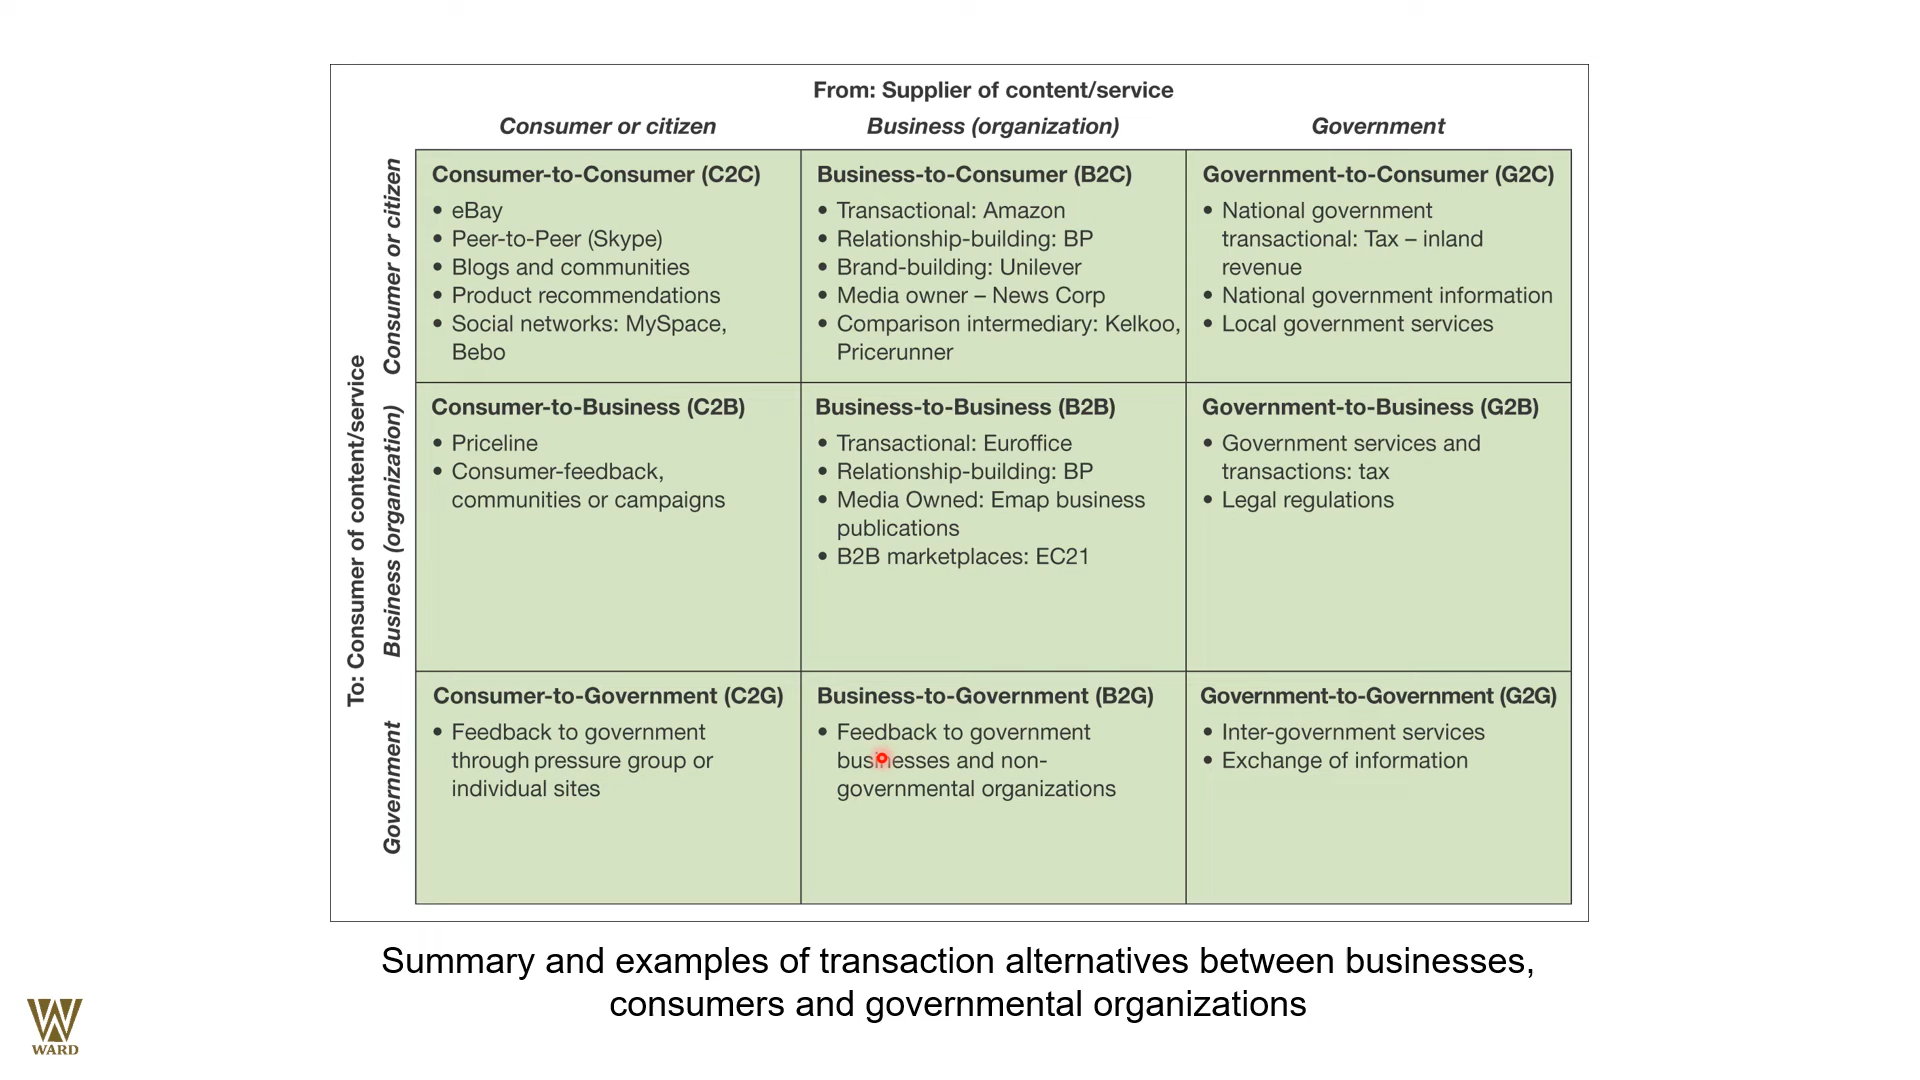 From: Supplier of content/service
Consumer or citizen
Business (organization)
Government
To: Consumer of content/service
Consumer or citizen
Consumer-to-Consumer (C2C)
• eBay
• Peer-to-Peer (Skype)
• Blogs and communities
• Product recommendations
• Social networks: MySpace,
Bebo
Business-to-Consumer (B2C)
• Transactional: Amazon
• Relationship-building: BP
• Brand-building: Unilever
• Media owner – News Corp
• Comparison intermediary: Kelkoo,
Pricerunner
Government-to-Consumer (G2C)
• National government
transactional: Tax – inland
revenue
• National government information
• Local government services
Business (organization)
Consumer-to-Business (C2B)
• Priceline
• Consumer-feedback,
communities or campaigns
Business-to-Business (B2B)
• Transactional: Euroffice
• Relationship-building: BP
• Media Owned: Emap business
publications
• B2B marketplaces: EC21
Government-to-Business (G2B)
• Government services and
transactions: tax
• Legal regulations
Government
Consumer-to-Government (C2G)
• Feedback to government
through pressure group or
individual sites
Business-to-Government (B2G)
• Feedback to government
businesses and non-
governmental organizations
Government-to-Government (G2G)
• Inter-government services
• Exchange of information
Summary and examples of transaction alternatives between businesses,
consumers and governmental organizations
WARD